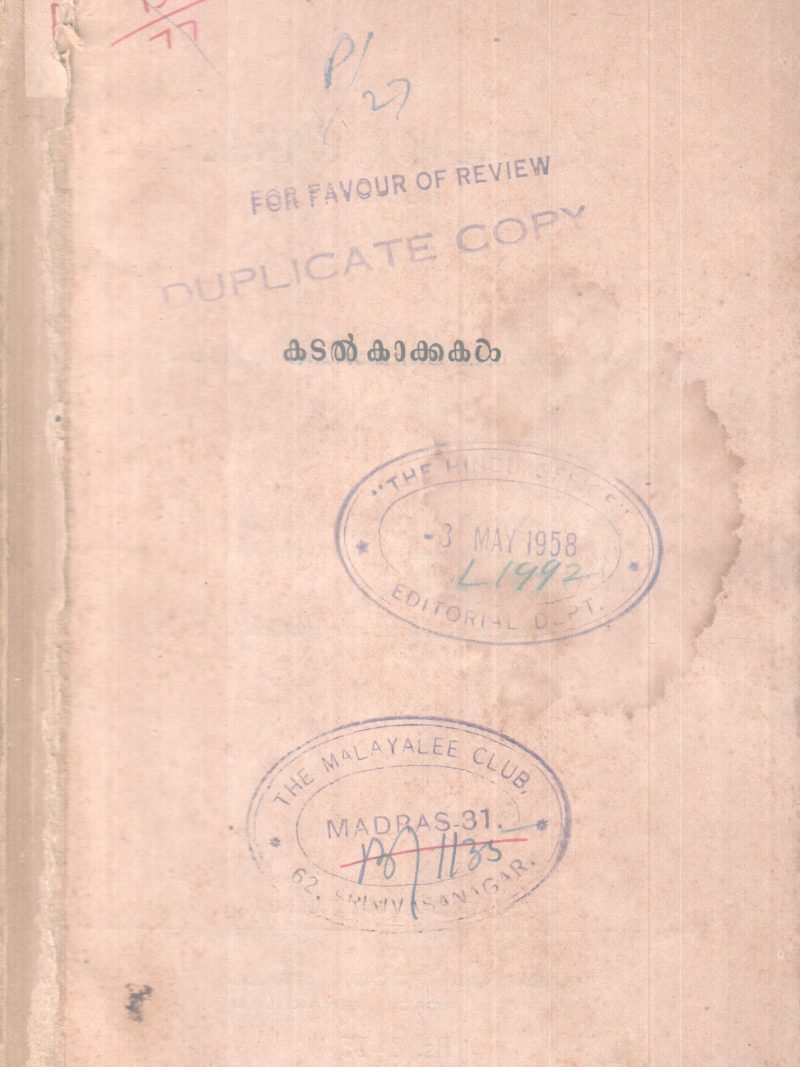 P/27
FOR FAVOUR OF REVIEW
DUPLICATE COPY
കടൽ കാക്കകൾ
"THE HINDU
- 3 MAY 1958
L 1992
EDITORIAL DEPT.
THE MALAYALEE CLUB,
MADRAS-31.
1135
62, SRINIVASANAGAR.